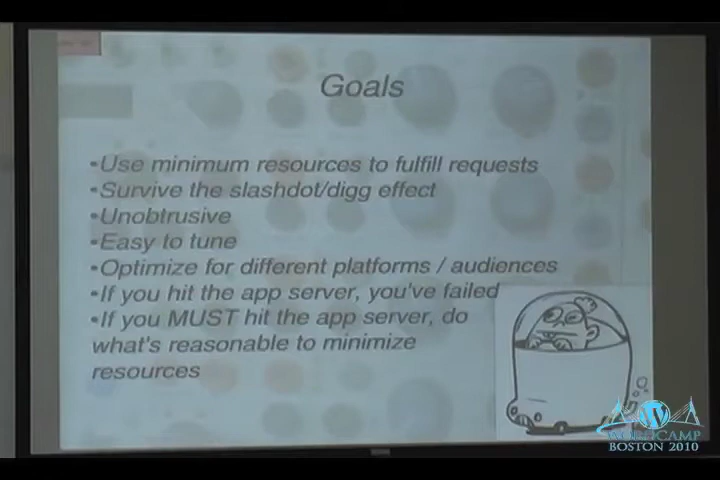 Goals
•Use minimum resources to fulfill requests
•Survive the slashdot/digg effect
•Unobtrusive
•Easy to tune
•Optimize for different platforms / audiences
•If you hit the app server, you've failed
•If you MUST hit the app server, do
what's reasonable to minimize
resources
WORDCAMP
BOSTON 2010